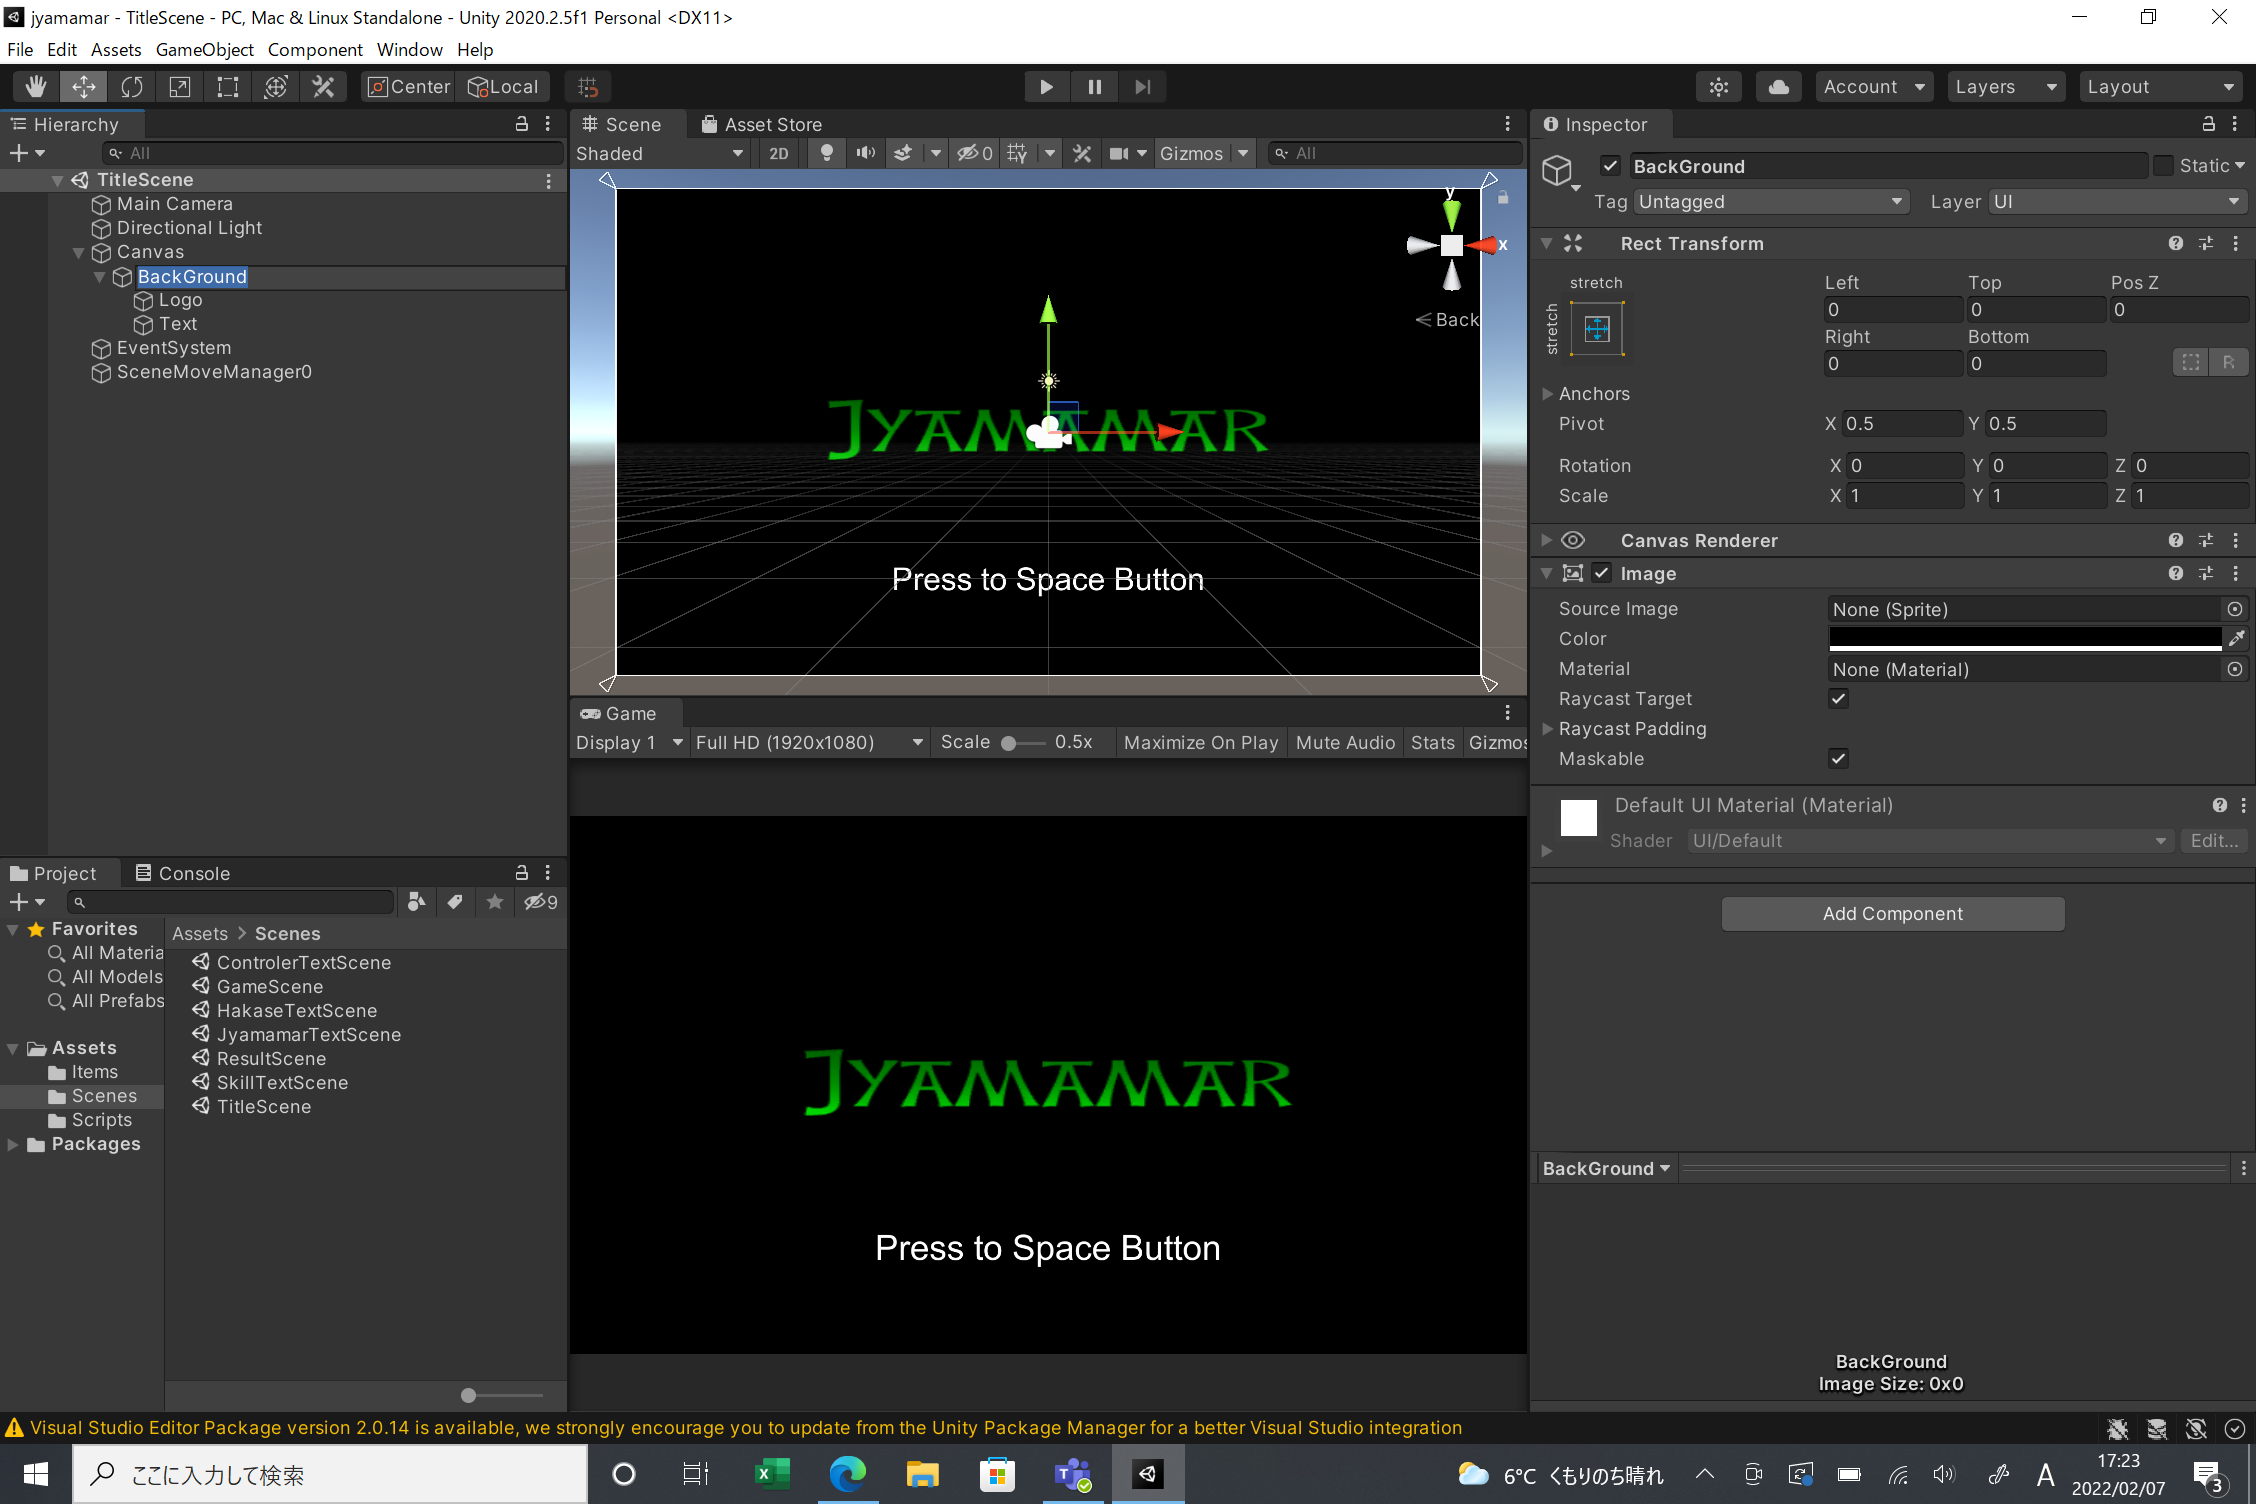 jyamamar - TitleScene - PC, Mac & Linux Standalone - Unity 2020.2.5f1 Personal <DX11>
File Edit Assets GameObject Component Window Help
Center Local Account Layers Layout
Hierarchy
All
TitleScene
Main Camera
Directional Light
Canvas
BackGround
Logo
Text
EventSystem
SceneMoveManager0
Scene Asset Store
Shaded 2D 0 Gizmos All
y
x
Back
JYAMAMAR
Press to Space Button
Game
Display 1 Full HD (1920x1080) Scale 0.5x Maximize On Play Mute Audio Stats Gizmos
JYAMAMAR
Press to Space Button
Inspector
BackGround Static
Tag Untagged Layer UI
Rect Transform
stretch Left Top Pos Z
stretch 0 0 0
Right Bottom
0 0 R
Anchors
Pivot X 0.5 Y 0.5
Rotation X 0 Y 0 Z 0
Scale X 1 Y 1 Z 1
Canvas Renderer
Image
Source Image None (Sprite)
Color
Material None (Material)
Raycast Target
Raycast Padding
Maskable
Default UI Material (Material)
Shader UI/Default Edit...
Add Component
BackGround
BackGround
Image Size: 0x0
Project Console
9
Favorites
All Materia
All Models
All Prefabs
Assets
Items
Scenes
Scripts
Packages
Assets > Scenes
ControlerTextScene
GameScene
HakaseTextScene
JyamamarTextScene
ResultScene
SkillTextScene
TitleScene
Visual Studio Editor Package version 2.0.14 is available, we strongly encourage you to update from the Unity Package Manager for a better Visual Studio integration
ここに入力して検索
6°C くもりのち晴れ
A
17:23
2022/02/07
3